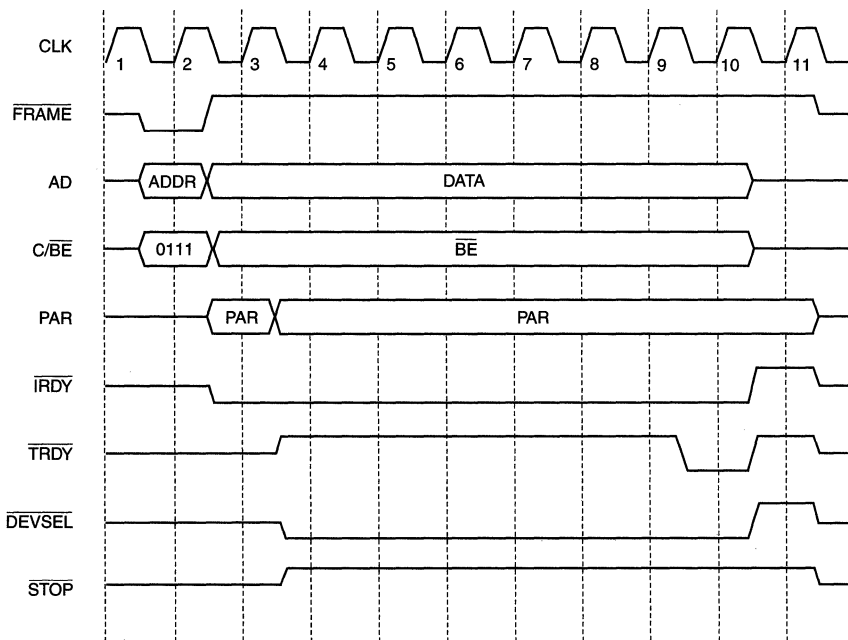 CLK 1 2 3 4 5 6 7 8 9 10 11
FRAME
AD ADDR DATA
C/BE 0111 BE
PAR PAR PAR
IRDY
TRDY
DEVSEL
STOP